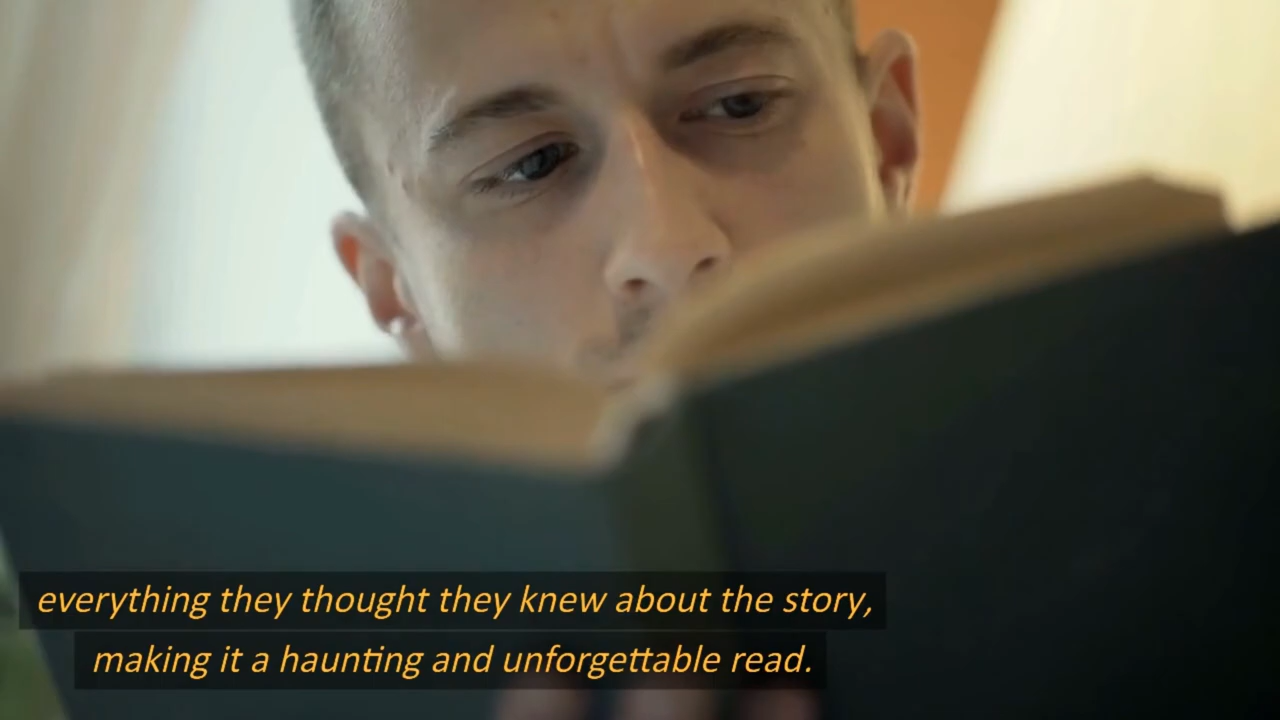 everything they thought they knew about the story,
making it a haunting and unforgettable read.